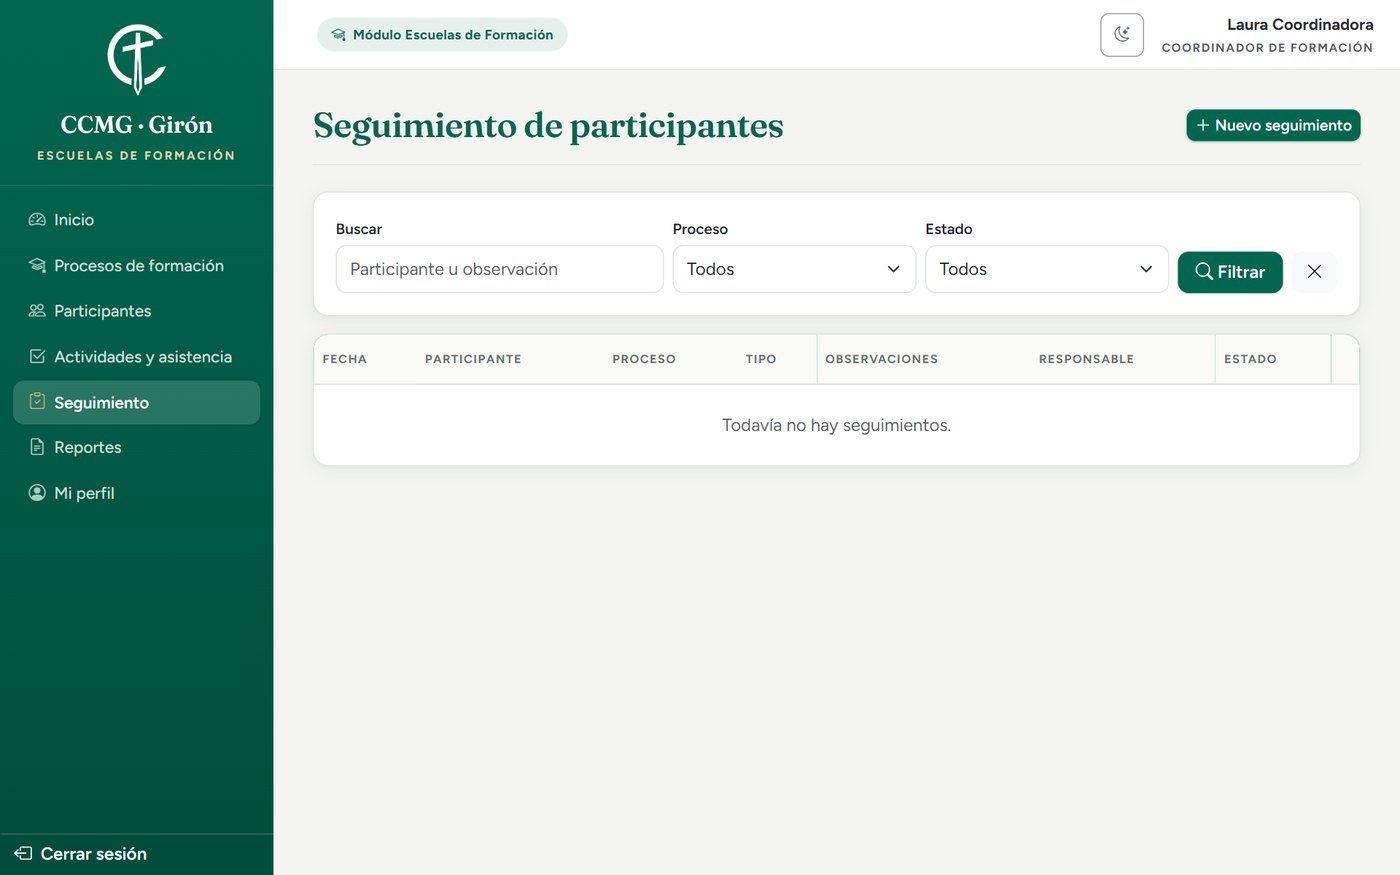 CCMG · Girón
ESCUELAS DE FORMACIÓN
Inicio
Procesos de formación
Participantes
Actividades y asistencia
Seguimiento
Reportes
Mi perfil
Cerrar sesión
Módulo Escuelas de Formación
Laura Coordinadora
COORDINADOR DE FORMACIÓN
Seguimiento de participantes
+ Nuevo seguimiento
Buscar Proceso Estado
Participante u observación Todos Todos Filtrar
FECHA PARTICIPANTE PROCESO TIPO OBSERVACIONES RESPONSABLE ESTADO
Todavía no hay seguimientos.